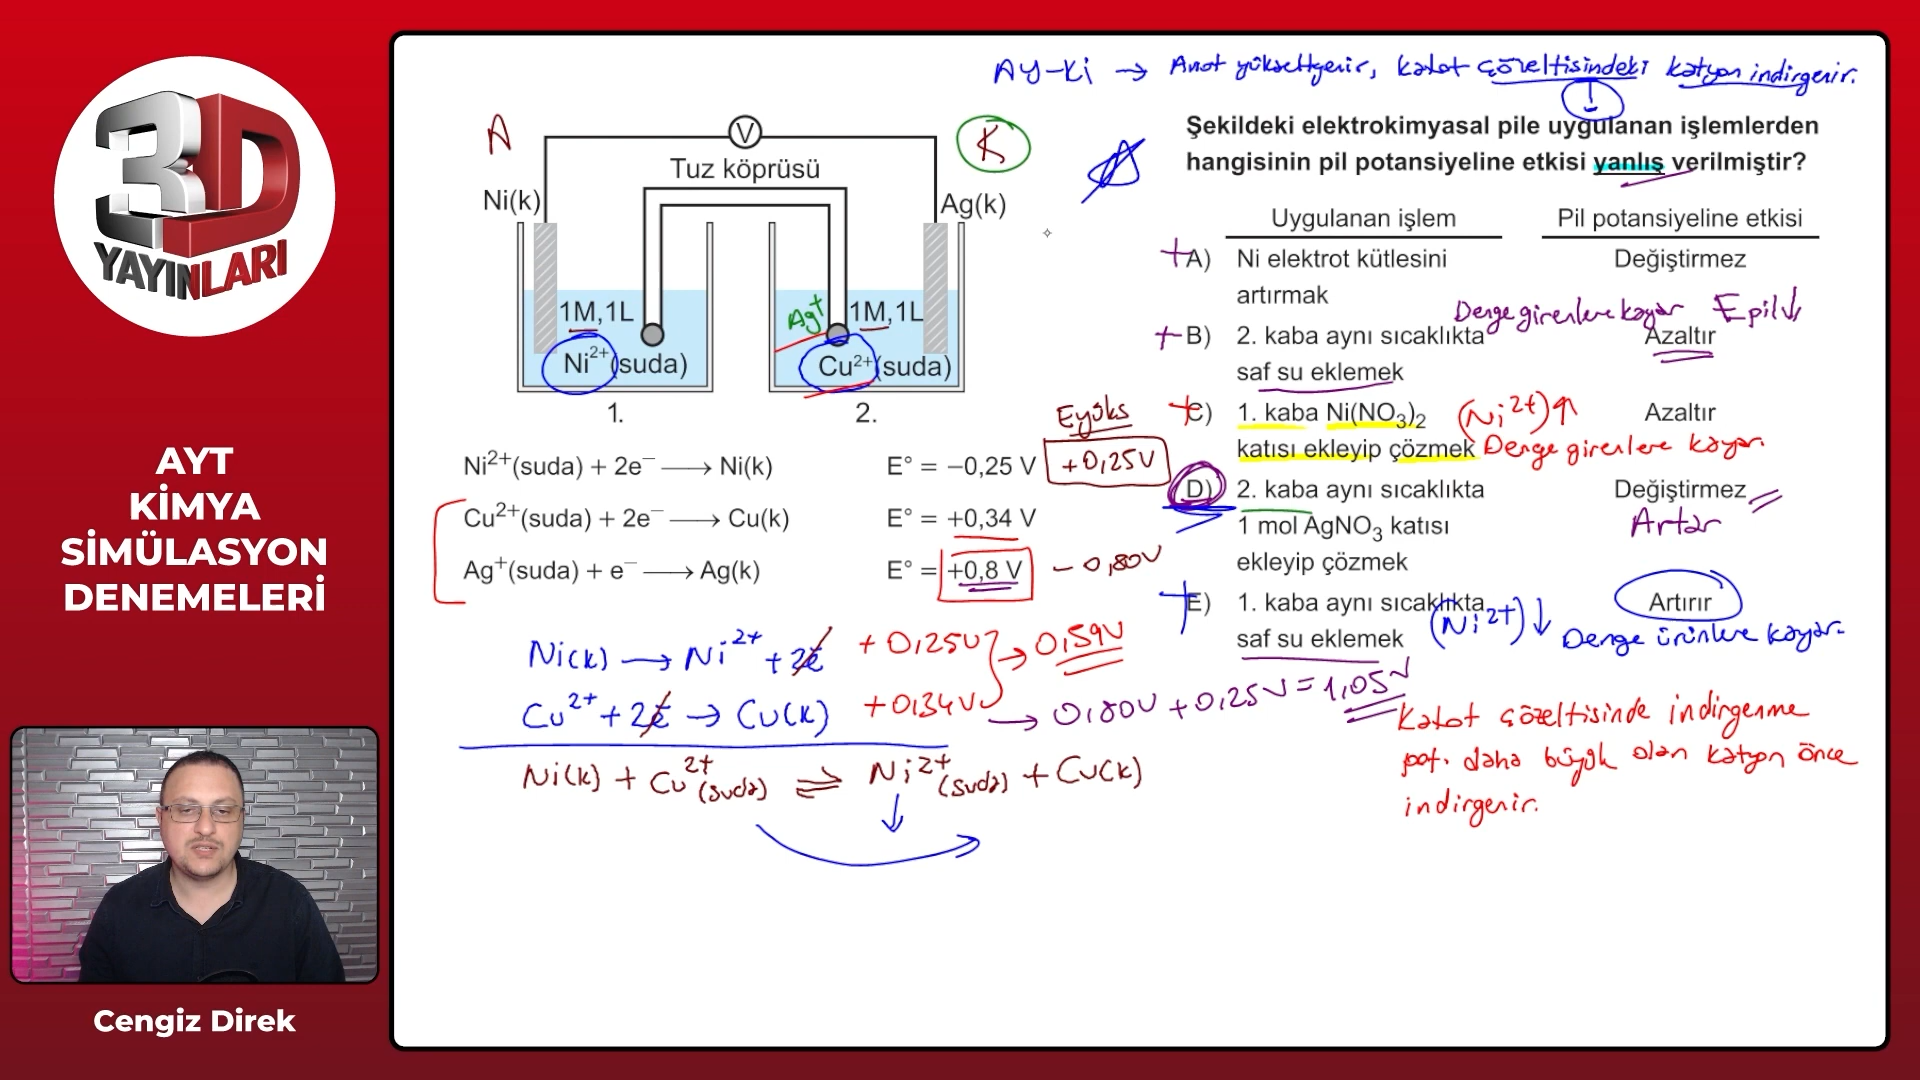 3D
YAYINLARI
AYT
KİMYA
SİMÜLASYON
DENEMELERİ
Cengiz Direk
Ay-Ki → Anot yükseltgenir, katot çözeltisindeki katyon indirgenir.
!
A
V
K
Tuz köprüsü
Ni(k)
Ag(k)
1M, 1L
Ni²⁺(suda)
1.
Ag⁺
1M, 1L
Cu²⁺(suda)
2.
Ni²⁺(suda) + 2e⁻ ⟶ Ni(k) E° = −0,25 V
Eyüks
+0,25V
Cu²⁺(suda) + 2e⁻ ⟶ Cu(k) E° = +0,34 V
Ag⁺(suda) + e⁻ ⟶ Ag(k) E° = +0,8 V
- 0,80V
Ni(k) → Ni²⁺ + 2e⁻ +0,25V
→ 0,59V
Cu²⁺ + 2e⁻ → Cu(k) +0,34V
→ 0,80V + 0,25V = 1,05V
Ni(k) + Cu²⁺(suda) ⇌ Ni²⁺(suda) + Cu(k)
↓
Şekildeki elektrokimyasal pile uygulanan işlemlerden
hangisinin pil potansiyeline etkisi yanlış verilmiştir?
Uygulanan işlem Pil potansiyeline etkisi
A) Ni elektrot kütlesini Değiştirmez
artırmak
Denge girenlere kayar Epil↓
B) 2. kaba aynı sıcaklıkta Azaltır
saf su eklemek
C) 1. kaba Ni(NO₃)₂ (Ni²⁺)↑ Azaltır
katısı ekleyip çözmek Denge girenlere kayar.
D) 2. kaba aynı sıcaklıkta Değiştirmez
1 mol AgNO₃ katısı Artar
ekleyip çözmek
E) 1. kaba aynı sıcaklıkta (Ni²⁺)↓ Artırır
saf su eklemek Denge ürünlere kayar.
Katot çözeltisinde indirgenme
pot. daha büyük olan katyon önce
indirgenir.